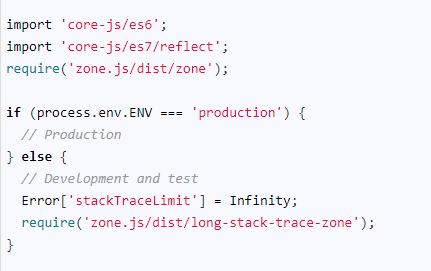 import 'core-js/es6';
import 'core-js/es7/reflect';
require('zone.js/dist/zone');

if (process.env.ENV === 'production') {
  // Production
} else {
  // Development and test
  Error['stackTraceLimit'] = Infinity;
  require('zone.js/dist/long-stack-trace-zone');
}